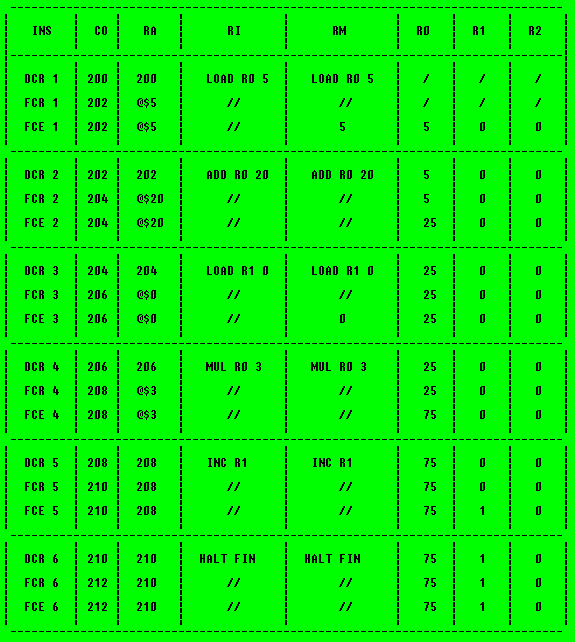 INS CO RA RI RM R0 R1 R2
DCR 1 200 200 LOAD R0 5 LOAD R0 5 / / /
FCR 1 202 @$5 // // / / /
FCE 1 202 @$5 // 5 5 0 0
DCR 2 202 202 ADD R0 20 ADD R0 20 5 0 0
FCR 2 204 @$20 // // 5 0 0
FCE 2 204 @$20 // // 25 0 0
DCR 3 204 204 LOAD R1 0 LOAD R1 0 25 0 0
FCR 3 206 @$0 // // 25 0 0
FCE 3 206 @$0 // 0 25 0 0
DCR 4 206 206 MUL R0 3 MUL R0 3 25 0 0
FCR 4 208 @$3 // // 25 0 0
FCE 4 208 @$3 // // 75 0 0
DCR 5 208 208 INC R1 INC R1 75 0 0
FCR 5 210 208 // // 75 0 0
FCE 5 210 208 // // 75 1 0
DCR 6 210 210 HALT FIN HALT FIN 75 1 0
FCR 6 212 210 // // 75 1 0
FCE 6 212 210 // // 75 1 0